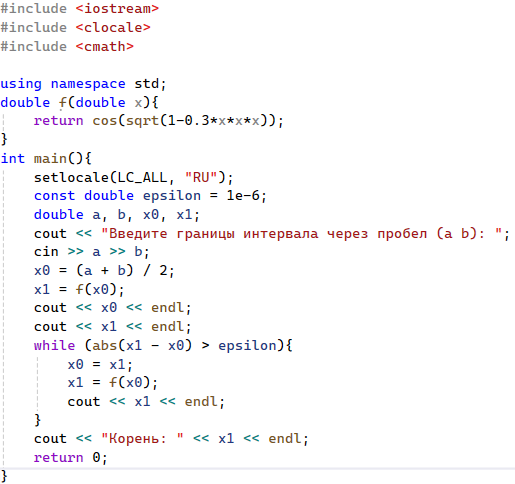 #include <iostream>
#include <clocale>
#include <cmath>

using namespace std;
double f(double x){
    return cos(sqrt(1-0.3*x*x*x));
}
int main(){
    setlocale(LC_ALL, "RU");
    const double epsilon = 1e-6;
    double a, b, x0, x1;
    cout << "Введите границы интервала через пробел (a b): ";
    cin >> a >> b;
    x0 = (a + b) / 2;
    x1 = f(x0);
    cout << x0 << endl;
    cout << x1 << endl;
    while (abs(x1 - x0) > epsilon){
        x0 = x1;
        x1 = f(x0);
        cout << x1 << endl;
    }
    cout << "Корень: " << x1 << endl;
    return 0;
}